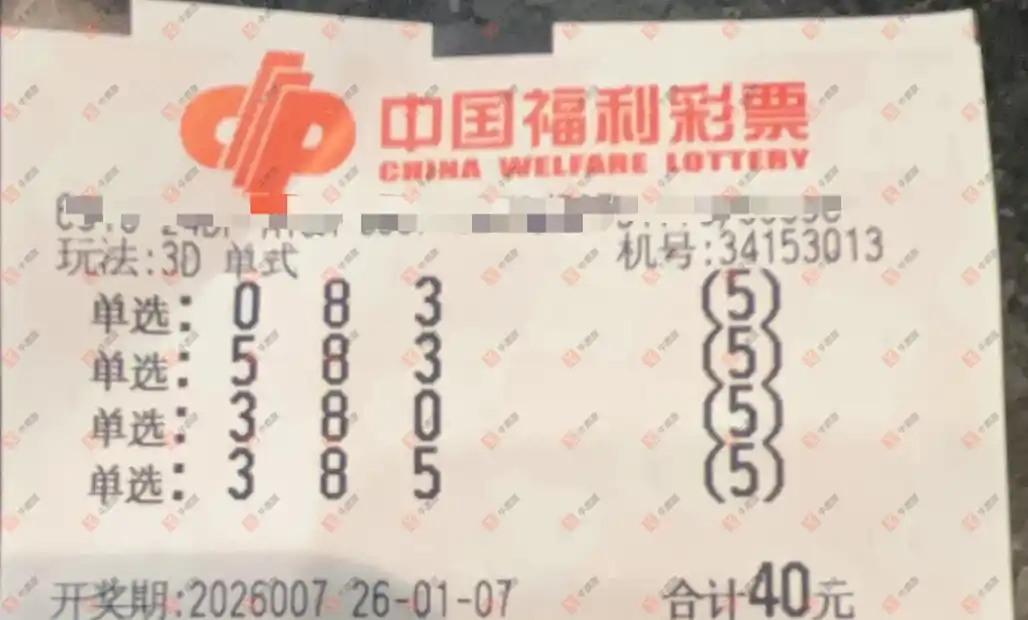 中国福利彩票
CHINA WELFARE LOTTERY
玩法:3D 单式 机号:34153013
单选: 0 8 3 (5)
单选: 5 8 3 (5)
单选: 3 8 0 (5)
单选: 3 8 5 (5)
开奖期:2026007 26-01-07 合计40元